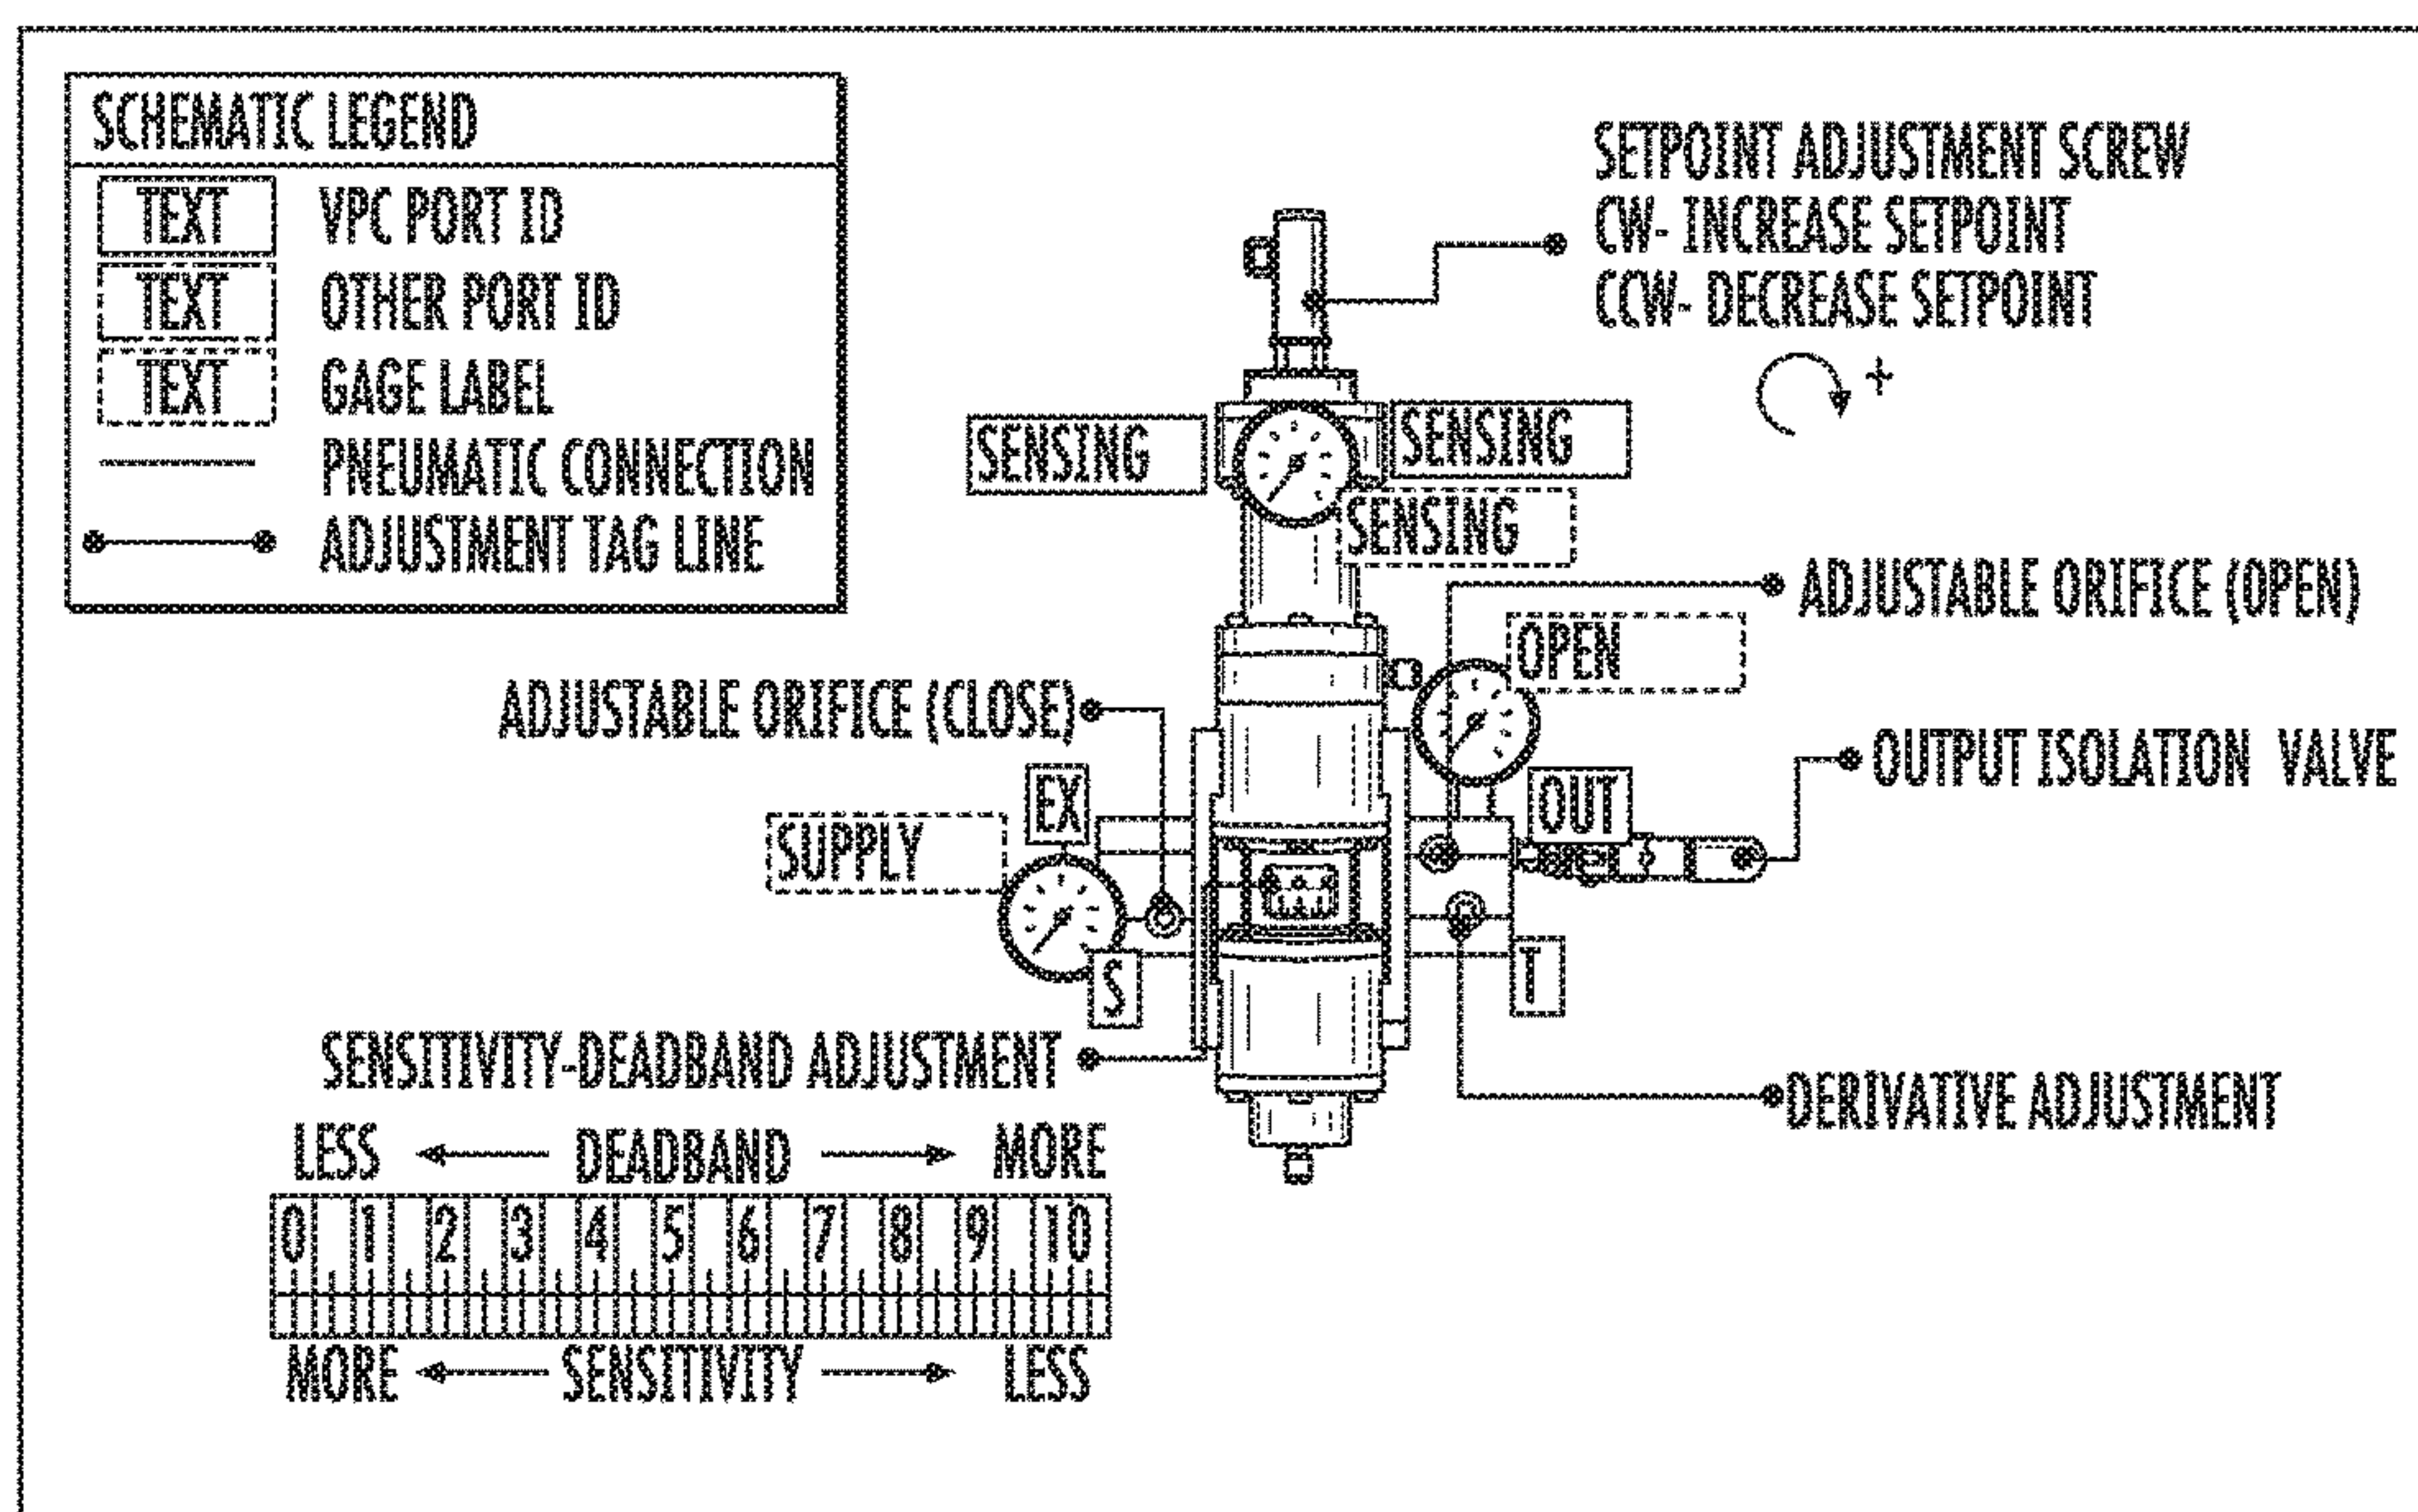 SCHEMATIC LEGEND
TEXT VPC PORT ID
TEXT OTHER PORT ID
TEXT GAGE LABEL
PNEUMATIC CONNECTION
ADJUSTMENT TAG LINE
SETPOINT ADJUSTMENT SCREW
CW- INCREASE SETPOINT
CCW- DECREASE SETPOINT
+
SENSING
SENSING
SENSING
ADJUSTABLE ORIFICE (OPEN)
OPEN
ADJUSTABLE ORIFICE (CLOSE)
OUTPUT ISOLATION VALVE
EX
OUT
SUPPLY
S
I
SENSITIVITY-DEADBAND ADJUSTMENT
DERIVATIVE ADJUSTMENT
LESS DEADBAND MORE
0 1 2 3 4 5 6 7 8 9 10
MORE SENSITIVITY LESS